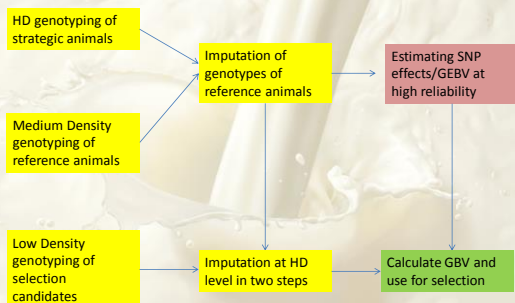 HD genotyping of
strategic animals
Imputation of
genotypes of
reference animals
Estimating SNP
effects/GEBV at
high reliability
Medium Density
genotyping of
reference animals
Low Density
genotyping of
selection
candidates
Imputation at HD
level in two steps
Calculate GBV and
use for selection